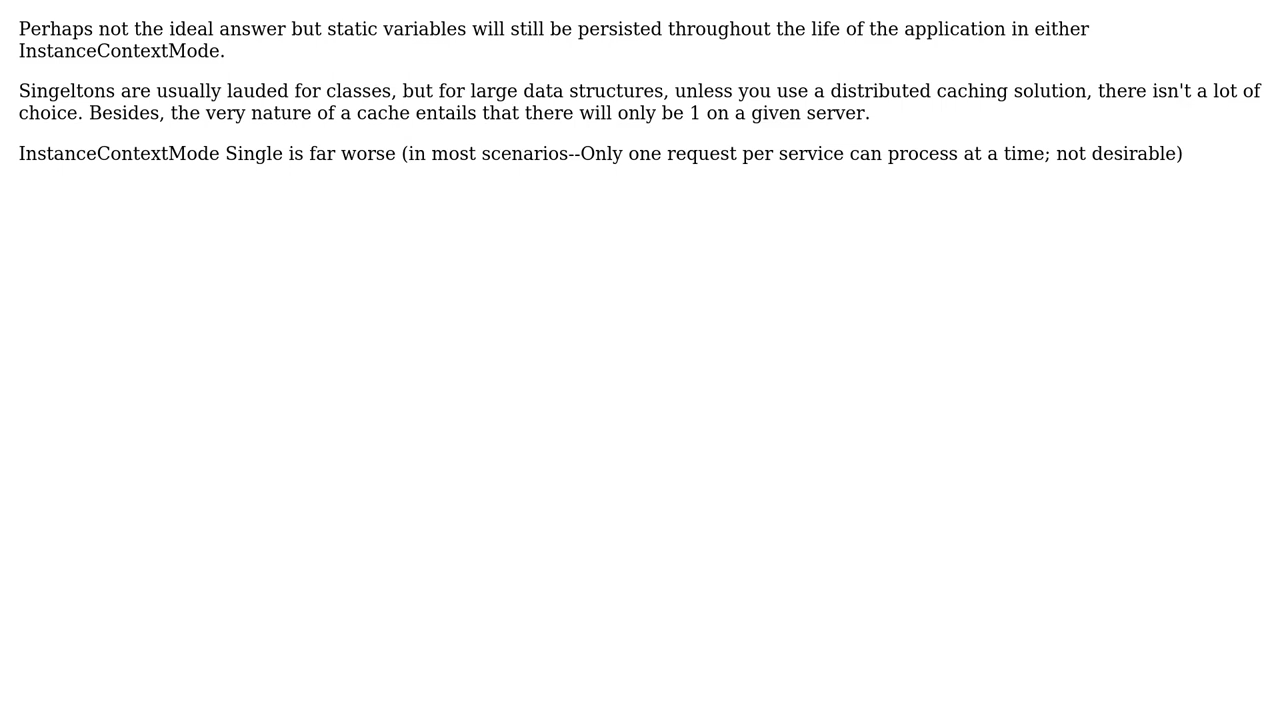 Perhaps not the ideal answer but static variables will still be persisted throughout the life of the application in either
InstanceContextMode.
Singeltons are usually lauded for classes, but for large data structures, unless you use a distributed caching solution, there isn't a lot of
choice. Besides, the very nature of a cache entails that there will only be 1 on a given server.
InstanceContextMode Single is far worse (in most scenarios--Only one request per service can process at a time; not desirable)